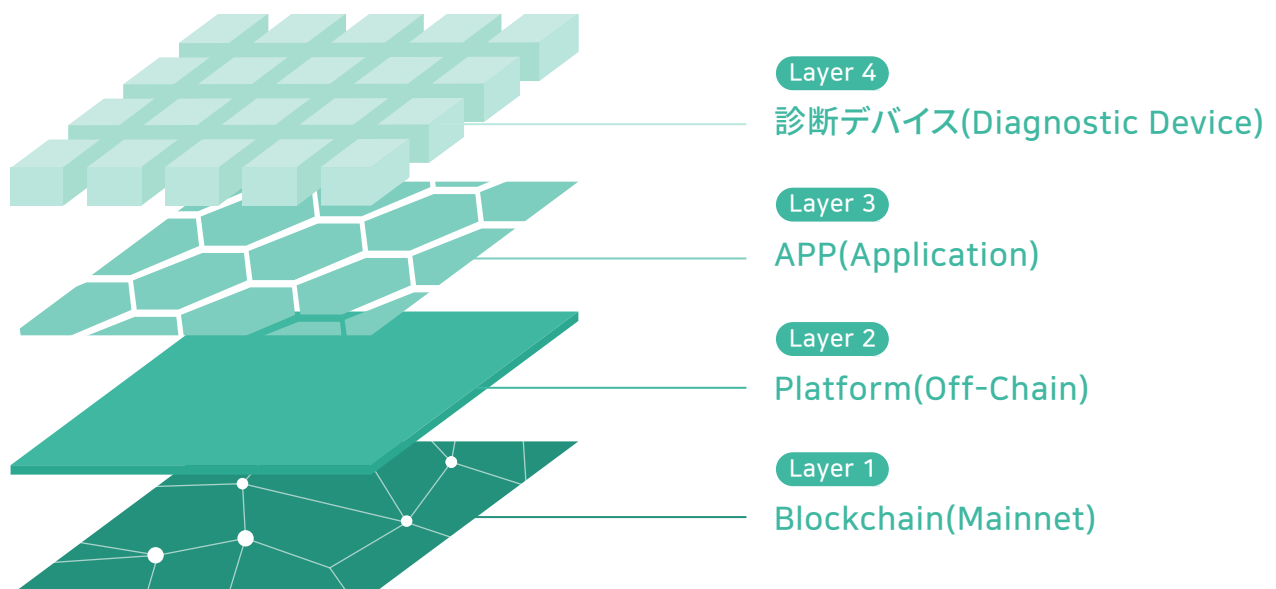 Layer 4
診断デバイス(Diagnostic Device)
Layer 3
APP(Application)
Layer 2
Platform(Off-Chain)
Layer 1
Blockchain(Mainnet)